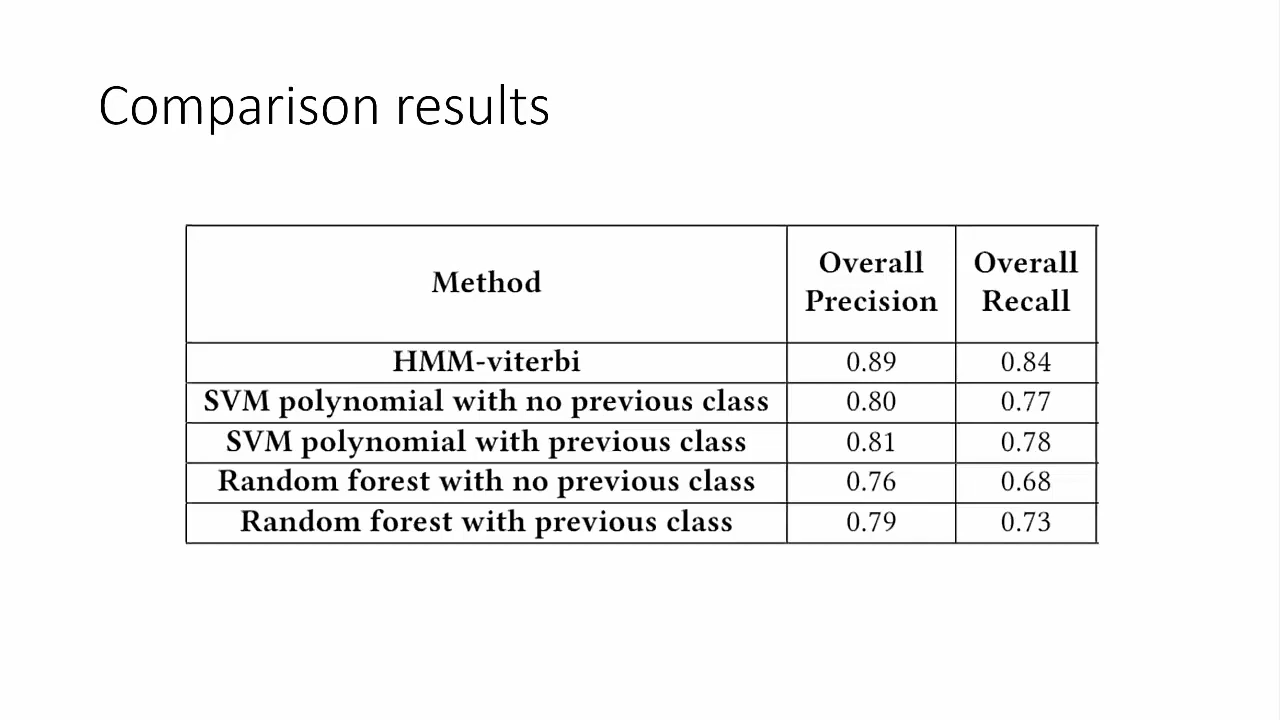 Comparison results
Method
Overall Precision
Overall Recall
HMM-viterbi 0.89 0.84
SVM polynomial with no previous class 0.80 0.77
SVM polynomial with previous class 0.81 0.78
Random forest with no previous class 0.76 0.68
Random forest with previous class 0.79 0.73